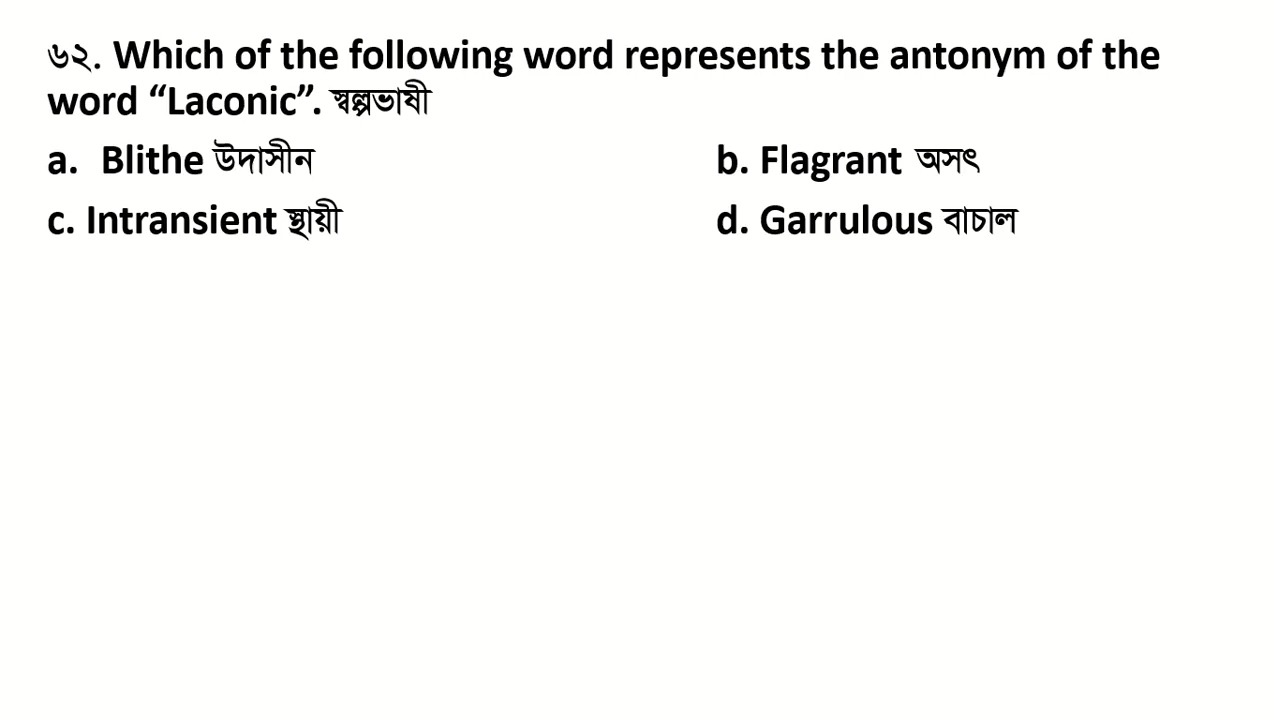 ৬২. Which of the following word represents the antonym of the
word “Laconic”. স্বল্পভাষী
a. Blithe উদাসীন
b. Flagrant অসৎ
c. Intransient স্থায়ী
d. Garrulous বাচাল